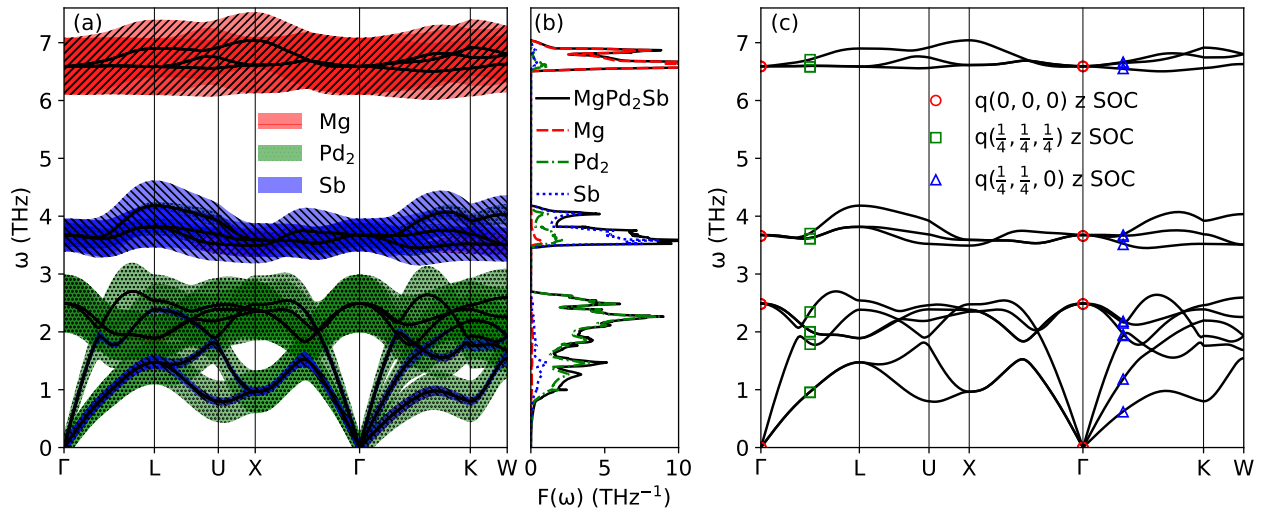 (a)
7
6
5
4
3
2
1
0
ω (THz)
Mg
Pd₂
Sb
Γ
L
U
X
Γ
K
W
(b)
MgPd₂Sb
Mg
Pd₂
Sb
0
5
10
F(ω) (THz⁻¹)
(c)
7
6
5
4
3
2
1
0
ω (THz)
q(0, 0, 0) z SOC
q(1/4, 1/4, 1/4) z SOC
q(1/4, 1/4, 0) z SOC
Γ
L
U
X
Γ
K
W